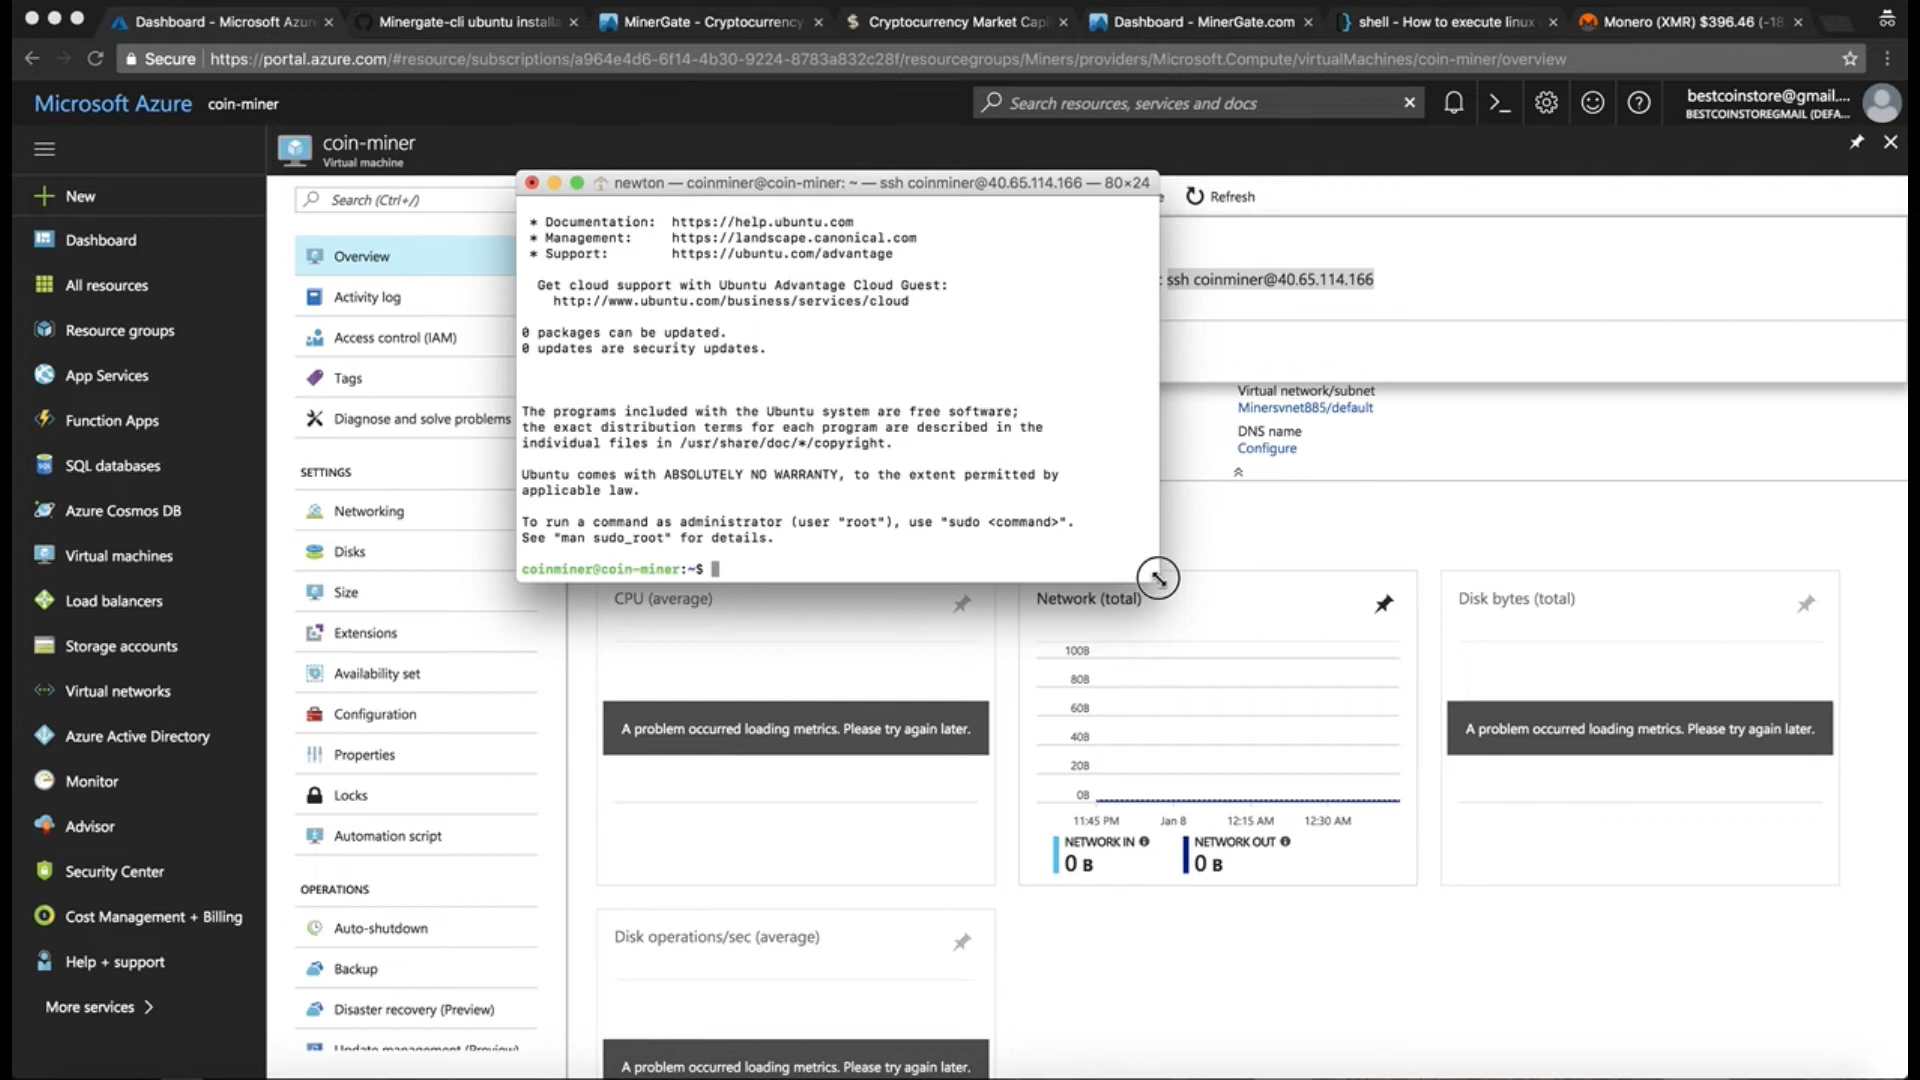 Dashboard - Microsoft Azur
Minergate-cli ubuntu installa
MinerGate - Cryptocurrency
Cryptocurrency Market Capi
Dashboard - MinerGate.com
shell - How to execute linux
Monero (XMR) $396.46 (-18
Secure
https://portal.azure.com/#resource/subscriptions/a964e4d6-6f14-4b30-9224-8783a832c28f/resourcegroups/Miners/providers/Microsoft.Compute/virtualMachines/coin-miner/overview
Microsoft Azure
coin-miner
Search resources, services and docs
bestcoinstore@gmail....
BESTCOINSTOREGMAIL (DEFA...
New
Dashboard
All resources
Resource groups
App Services
Function Apps
SQL databases
Azure Cosmos DB
Virtual machines
Load balancers
Storage accounts
Virtual networks
Azure Active Directory
Monitor
Advisor
Security Center
Cost Management + Billing
Help + support
More services
coin-miner
Virtual machine
Search (Ctrl+/)
Overview
Activity log
Access control (IAM)
Tags
Diagnose and solve problems
SETTINGS
Networking
Disks
Size
Extensions
Availability set
Configuration
Properties
Locks
Automation script
OPERATIONS
Auto-shutdown
Backup
Disaster recovery (Preview)
Update management (Preview)
newton — coinminer@coin-miner: ~ — ssh coinminer@40.65.114.166 — 80×24
* Documentation: https://help.ubuntu.com
* Management: https://landscape.canonical.com
* Support: https://ubuntu.com/advantage
Get cloud support with Ubuntu Advantage Cloud Guest:
http://www.ubuntu.com/business/services/cloud
0 packages can be updated.
0 updates are security updates.
The programs included with the Ubuntu system are free software;
the exact distribution terms for each program are described in the
individual files in /usr/share/doc/*/copyright.
Ubuntu comes with ABSOLUTELY NO WARRANTY, to the extent permitted by
applicable law.
To run a command as administrator (user "root"), use "sudo <command>".
See "man sudo_root" for details.
coinminer@coin-miner:~$
Refresh
: ssh coinminer@40.65.114.166
Virtual network/subnet
Minersvnet885/default
DNS name
Configure
CPU (average)
A problem occurred loading metrics. Please try again later.
Network (total)
100B
80B
60B
40B
20B
0B
11:45 PM
Jan 8
12:15 AM
12:30 AM
NETWORK IN
0 B
NETWORK OUT
0 B
Disk bytes (total)
A problem occurred loading metrics. Please try again later.
Disk operations/sec (average)
A problem occurred loading metrics. Please try again later.